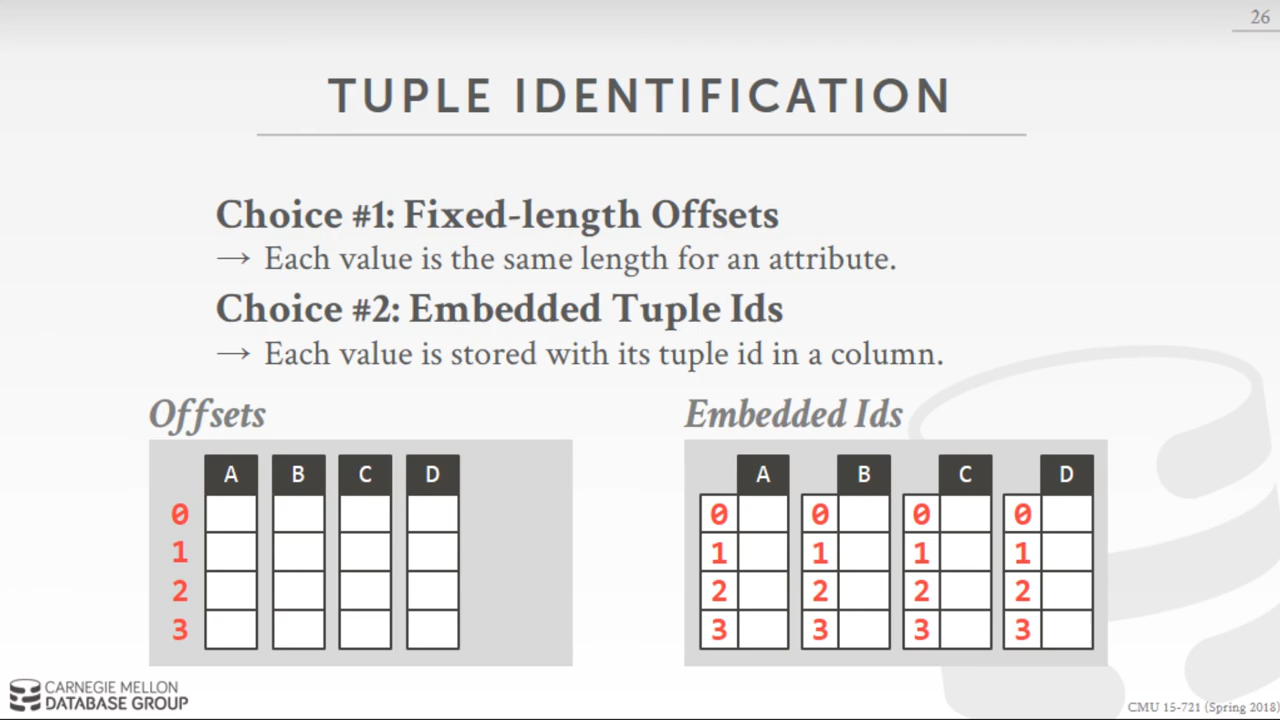 26
TUPLE IDENTIFICATION
Choice #1: Fixed-length Offsets
→ Each value is the same length for an attribute.
Choice #2: Embedded Tuple Ids
→ Each value is stored with its tuple id in a column.
Offsets
A B C D
0
1
2
3
Embedded Ids
A B C D
0 0 0 0
1 1 1 1
2 2 2 2
3 3 3 3
CARNEGIE MELLON
DATABASE GROUP
CMU 15-721 (Spring 2018)